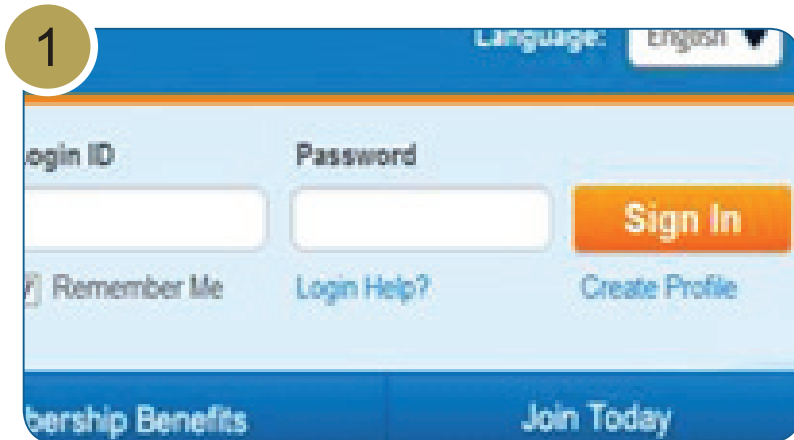 1
Language: English
ogin ID Password
Sign In
Remember Me Login Help? Create Profile
bership Benefits Join Today